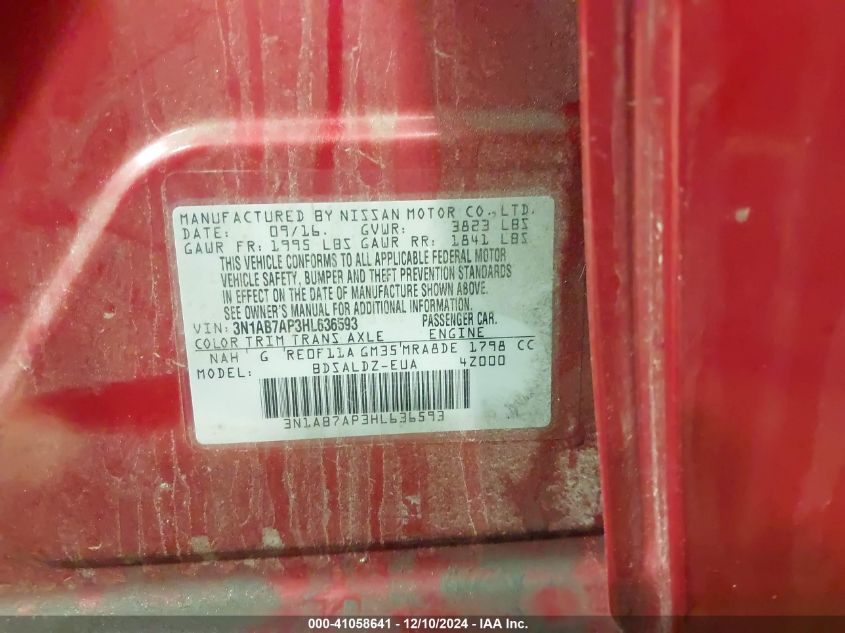 MANUFACTURED BY NISSAN MOTOR CO., LTD.
DATE: 09/16. GVWR: 3823 LBS
GAWR FR: 1995 LBS GAWR RR: 1841 LBS
THIS VEHICLE CONFORMS TO ALL APPLICABLE FEDERAL MOTOR
VEHICLE SAFETY, BUMPER AND THEFT PREVENTION STANDARDS
IN EFFECT ON THE DATE OF MANUFACTURE SHOWN ABOVE.
SEE OWNER'S MANUAL FOR ADDITIONAL INFORMATION.
VIN: 3N1AB7AP3HL636593 PASSENGER CAR.
COLOR TRIM TRANS AXLE ENGINE
NAH G RE0F11A GM35 MRA8DE 1798 CC
MODEL: BDSALDZ-EUA 4Z000
3N1AB7AP3HL636593
000-41058641 - 12/10/2024 - IAA Inc.